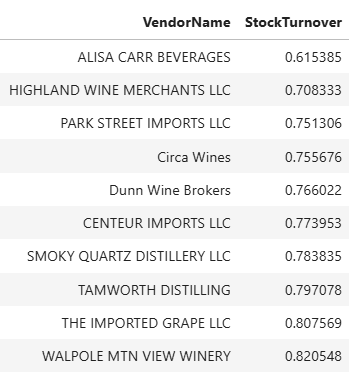 VendorName StockTurnover
ALISA CARR BEVERAGES 0.615385
HIGHLAND WINE MERCHANTS LLC 0.708333
PARK STREET IMPORTS LLC 0.751306
Circa Wines 0.755676
Dunn Wine Brokers 0.766022
CENTEUR IMPORTS LLC 0.773953
SMOKY QUARTZ DISTILLERY LLC 0.783835
TAMWORTH DISTILLING 0.797078
THE IMPORTED GRAPE LLC 0.807569
WALPOLE MTN VIEW WINERY 0.820548